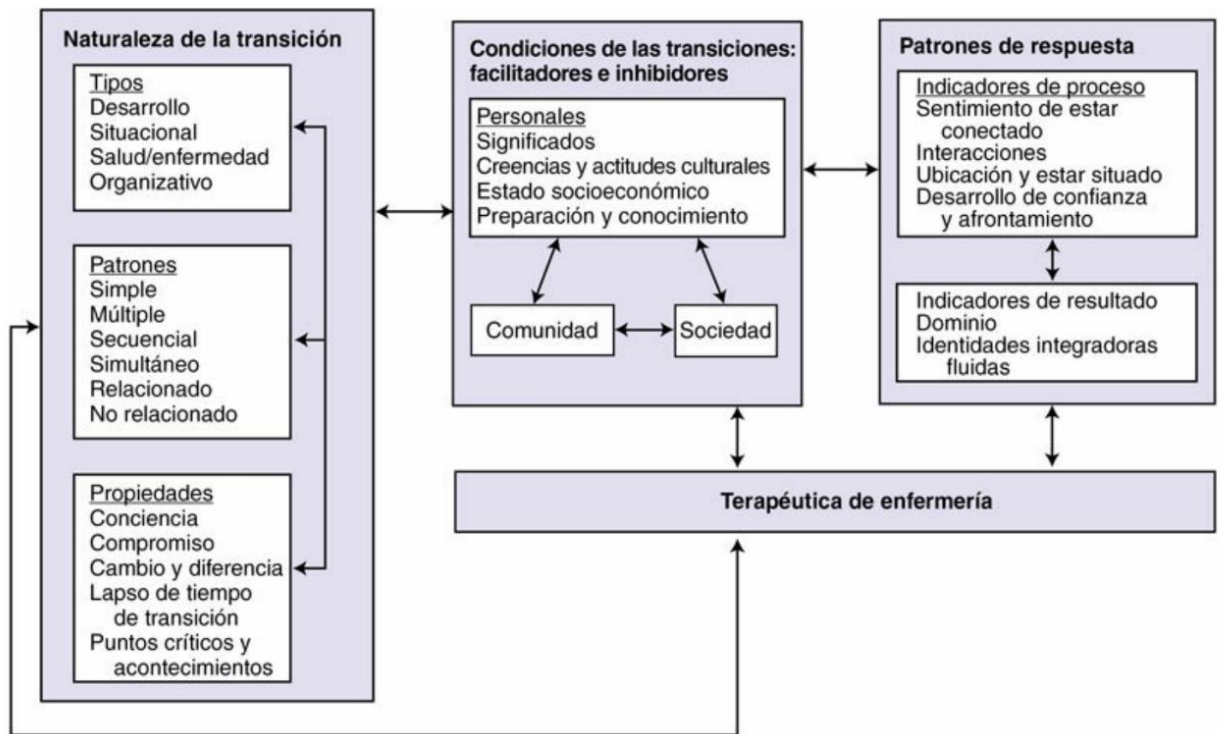 Naturaleza de la transición
Tipos
Desarrollo
Situacional
Salud/enfermedad
Organizativo
Patrones
Simple
Múltiple
Secuencial
Simultáneo
Relacionado
No relacionado
Propiedades
Conciencia
Compromiso
Cambio y diferencia
Lapso de tiempo
de transición
Puntos críticos y
acontecimientos
Condiciones de las transiciones:
facilitadores e inhibidores
Personales
Significados
Creencias y actitudes culturales
Estado socioeconómico
Preparación y conocimiento
Comunidad
Sociedad
Patrones de respuesta
Indicadores de proceso
Sentimiento de estar
conectado
Interacciones
Ubicación y estar situado
Desarrollo de confianza
y afrontamiento
Indicadores de resultado
Dominio
Identidades integradoras
fluidas
Terapéutica de enfermería